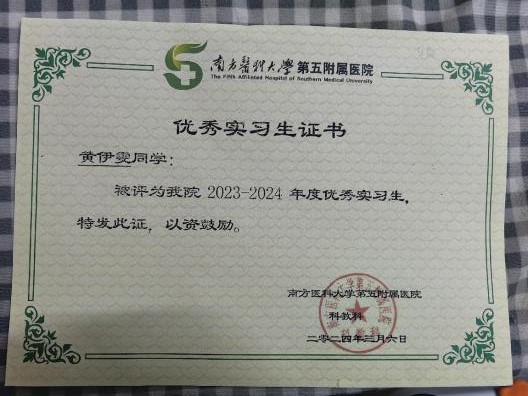 南方醫科大學第五附属医院
The Fifth Affiliated Hospital of Southern Medical University
优秀实习生证书
黄伊雯同学：
被评为我院 2023-2024 年度优秀实习生，
特发此证，以资鼓励。
南方医科大学第五附属医院
科教科
二〇二四年三月六日